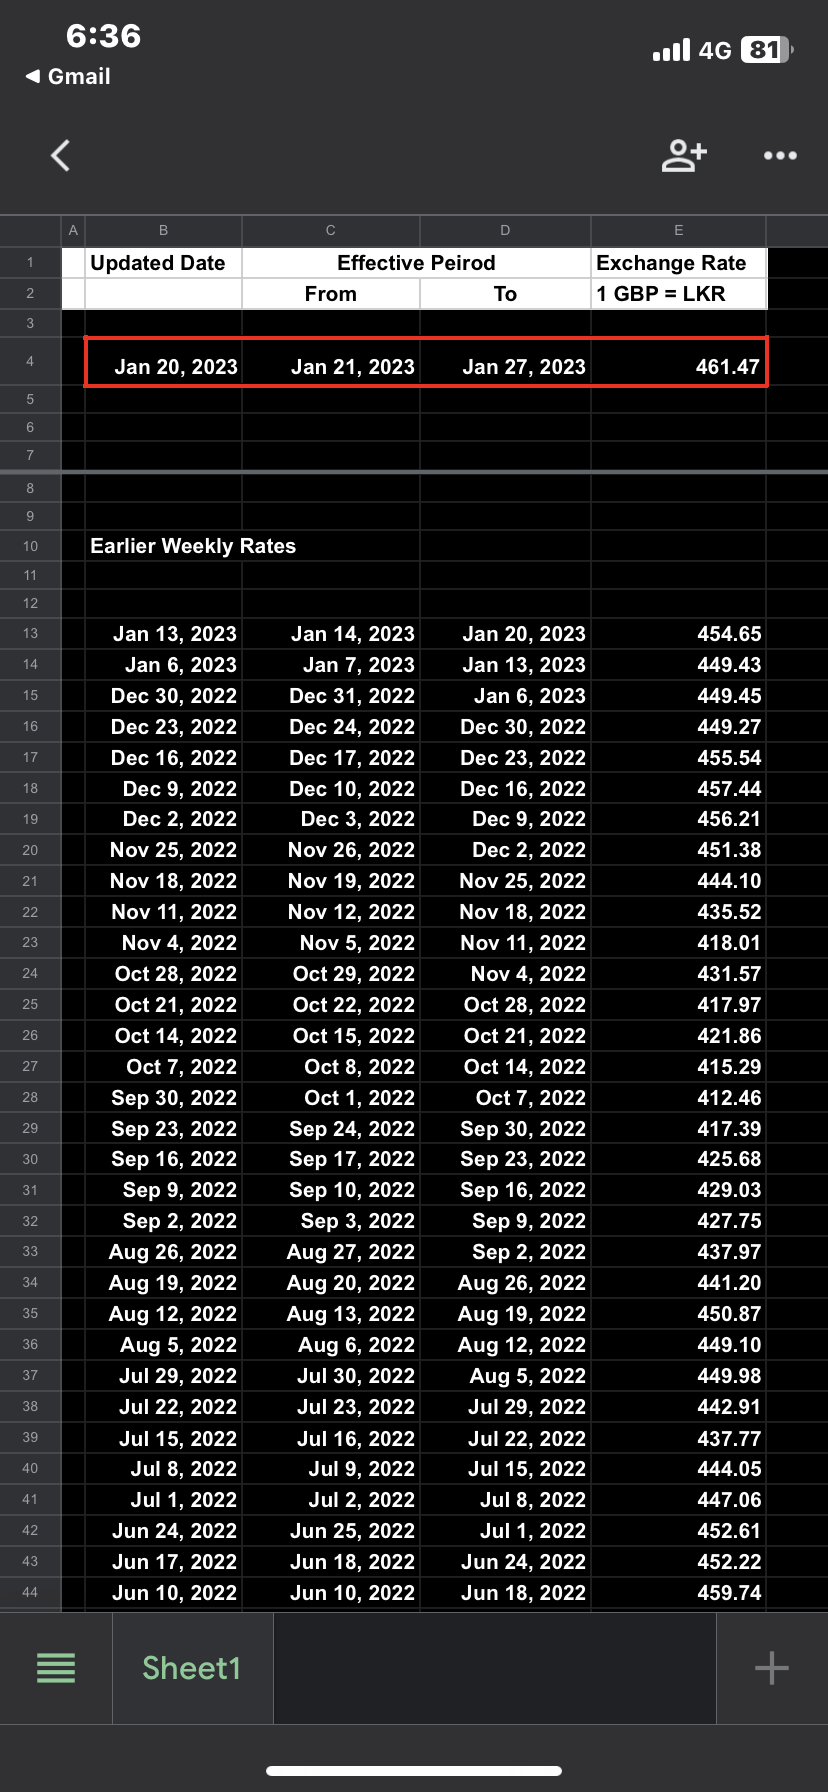 6:36
4G 81
◀ Gmail
A B C D E
1 Updated Date Effective Peirod Exchange Rate
2 From To 1 GBP = LKR
3
4 Jan 20, 2023 Jan 21, 2023 Jan 27, 2023 461.47
5
6
7
8
9
10 Earlier Weekly Rates
11
12
13 Jan 13, 2023 Jan 14, 2023 Jan 20, 2023 454.65
14 Jan 6, 2023 Jan 7, 2023 Jan 13, 2023 449.43
15 Dec 30, 2022 Dec 31, 2022 Jan 6, 2023 449.45
16 Dec 23, 2022 Dec 24, 2022 Dec 30, 2022 449.27
17 Dec 16, 2022 Dec 17, 2022 Dec 23, 2022 455.54
18 Dec 9, 2022 Dec 10, 2022 Dec 16, 2022 457.44
19 Dec 2, 2022 Dec 3, 2022 Dec 9, 2022 456.21
20 Nov 25, 2022 Nov 26, 2022 Dec 2, 2022 451.38
21 Nov 18, 2022 Nov 19, 2022 Nov 25, 2022 444.10
22 Nov 11, 2022 Nov 12, 2022 Nov 18, 2022 435.52
23 Nov 4, 2022 Nov 5, 2022 Nov 11, 2022 418.01
24 Oct 28, 2022 Oct 29, 2022 Nov 4, 2022 431.57
25 Oct 21, 2022 Oct 22, 2022 Oct 28, 2022 417.97
26 Oct 14, 2022 Oct 15, 2022 Oct 21, 2022 421.86
27 Oct 7, 2022 Oct 8, 2022 Oct 14, 2022 415.29
28 Sep 30, 2022 Oct 1, 2022 Oct 7, 2022 412.46
29 Sep 23, 2022 Sep 24, 2022 Sep 30, 2022 417.39
30 Sep 16, 2022 Sep 17, 2022 Sep 23, 2022 425.68
31 Sep 9, 2022 Sep 10, 2022 Sep 16, 2022 429.03
32 Sep 2, 2022 Sep 3, 2022 Sep 9, 2022 427.75
33 Aug 26, 2022 Aug 27, 2022 Sep 2, 2022 437.97
34 Aug 19, 2022 Aug 20, 2022 Aug 26, 2022 441.20
35 Aug 12, 2022 Aug 13, 2022 Aug 19, 2022 450.87
36 Aug 5, 2022 Aug 6, 2022 Aug 12, 2022 449.10
37 Jul 29, 2022 Jul 30, 2022 Aug 5, 2022 449.98
38 Jul 22, 2022 Jul 23, 2022 Jul 29, 2022 442.91
39 Jul 15, 2022 Jul 16, 2022 Jul 22, 2022 437.77
40 Jul 8, 2022 Jul 9, 2022 Jul 15, 2022 444.05
41 Jul 1, 2022 Jul 2, 2022 Jul 8, 2022 447.06
42 Jun 24, 2022 Jun 25, 2022 Jul 1, 2022 452.61
43 Jun 17, 2022 Jun 18, 2022 Jun 24, 2022 452.22
44 Jun 10, 2022 Jun 10, 2022 Jun 18, 2022 459.74
Sheet1